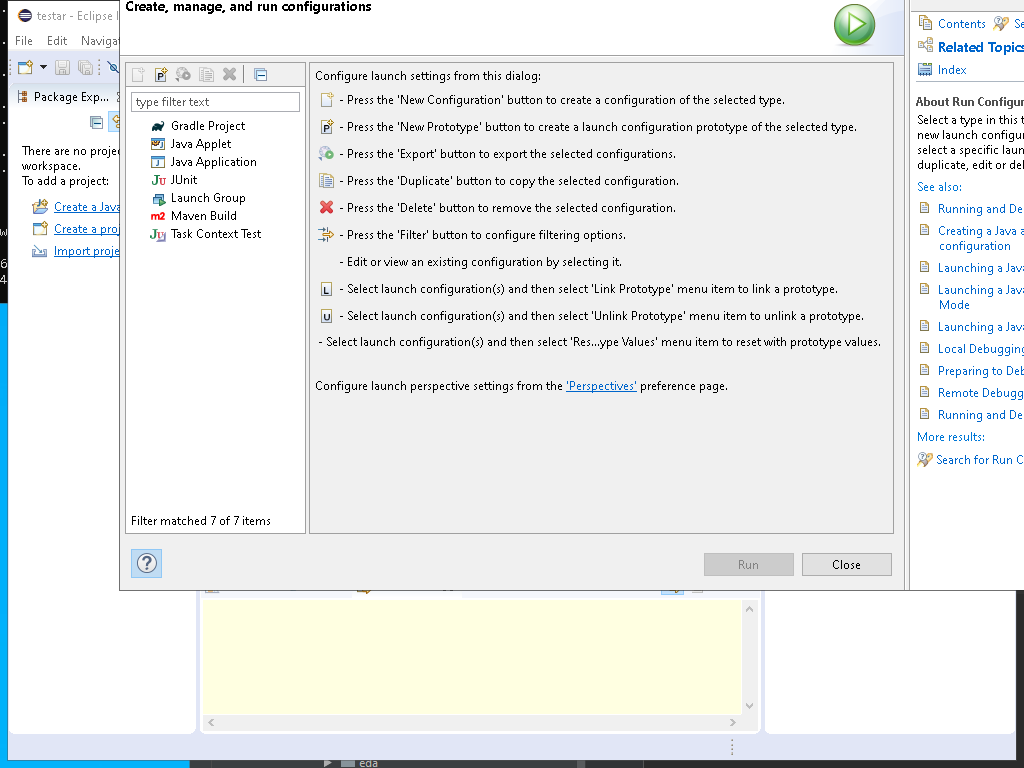 testar - Eclipse I
File Edit Navigat
Package Exp...
There are no proje
workspace.
To add a project:
Create a Java
Create a proj
Import proje
Create, manage, and run configurations
type filter text
Gradle Project
Java Applet
Java Application
JUnit
Launch Group
Maven Build
Task Context Test
Filter matched 7 of 7 items
Configure launch settings from this dialog:
- Press the 'New Configuration' button to create a configuration of the selected type.
- Press the 'New Prototype' button to create a launch configuration prototype of the selected type.
- Press the 'Export' button to export the selected configurations.
- Press the 'Duplicate' button to copy the selected configuration.
- Press the 'Delete' button to remove the selected configuration.
- Press the 'Filter' button to configure filtering options.
- Edit or view an existing configuration by selecting it.
- Select launch configuration(s) and then select 'Link Prototype' menu item to link a prototype.
- Select launch configuration(s) and then select 'Unlink Prototype' menu item to unlink a prototype.
- Select launch configuration(s) and then select 'Res...ype Values' menu item to reset with prototype values.
Configure launch perspective settings from the 'Perspectives' preference page.
Run
Close
Contents Se
Related Topics
Index
About Run Configur
Select a type in this t
new launch configu
select a specific laun
duplicate, edit or del
See also:
Running and De
Creating a Java a
configuration
Launching a Java
Launching a Java
Mode
Launching a Java
Local Debugging
Preparing to Deb
Remote Debugg
Running and De
More results:
Search for Run C
eda